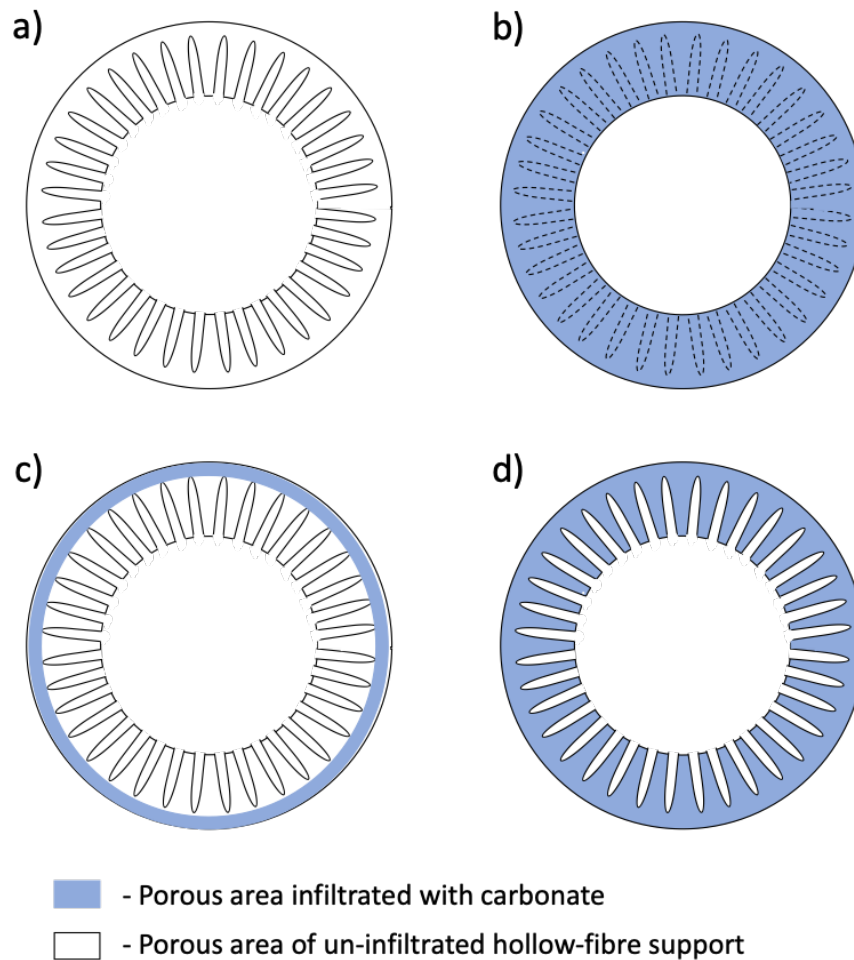 a)
b)
c)
d)
- Porous area infiltrated with carbonate
- Porous area of un-infiltrated hollow-fibre support